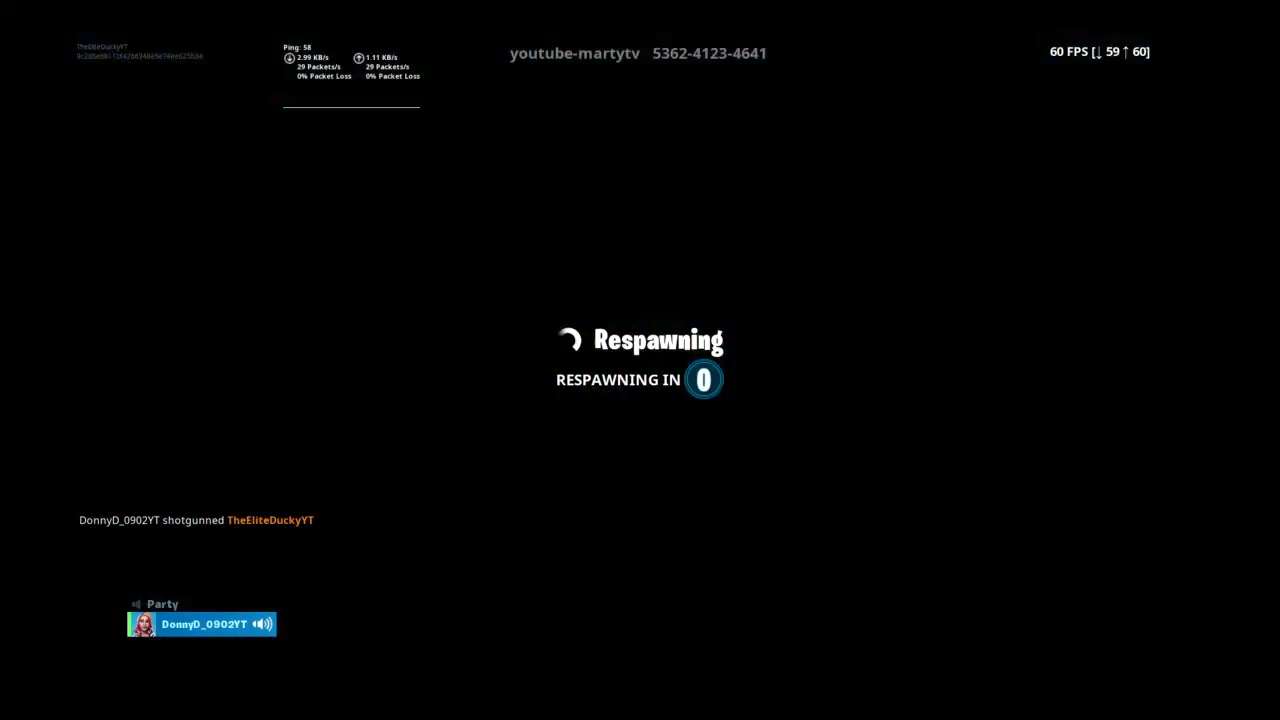 TheEliteDuckyYT
Ping: 58
2.99 KB/s
1.11 KB/s
29 Packets/s
29 Packets/s
0% Packet Loss
0% Packet Loss
youtube-martytv 5362-4123-4641
60 FPS [↓ 59 ↑ 60]
Respawning
RESPAWNING IN 0
DonnyD_0902YT shotgunned TheEliteDuckyYT
Party
DonnyD_0902YT